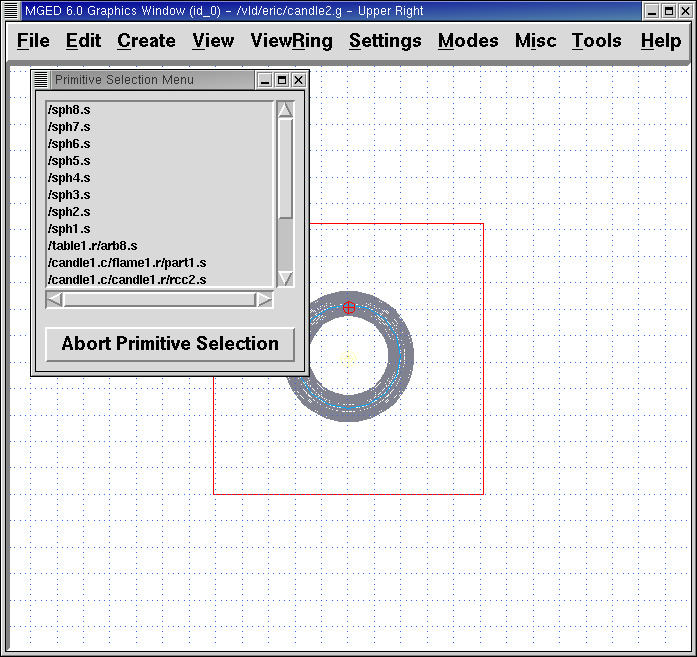 MGED 6.0 Graphics Window (id_0) - /vld/eric/candle2.g - Upper Right
File Edit Create View ViewRing Settings Modes Misc Tools Help
Primitive Selection Menu
/sph8.s
/sph7.s
/sph6.s
/sph5.s
/sph4.s
/sph3.s
/sph2.s
/sph1.s
/table1.r/arb8.s
/candle1.c/flame1.r/part1.s
/candle1.c/candle1.r/rcc2.s
Abort Primitive Selection